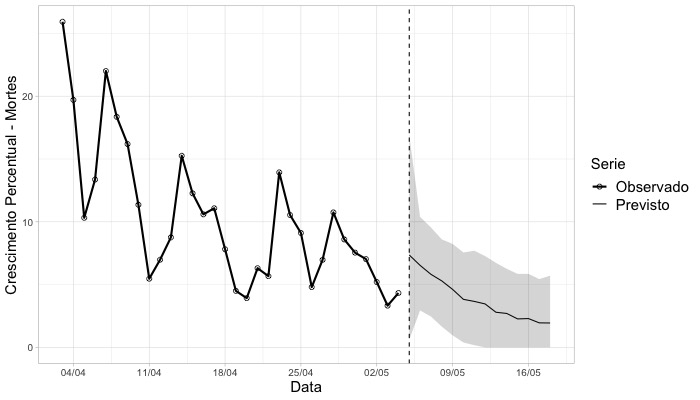 Crescimento Percentual - Mortes
20
10
0
04/04
11/04
18/04
25/04
02/05
09/05
16/05
Data
Serie
Observado
Previsto